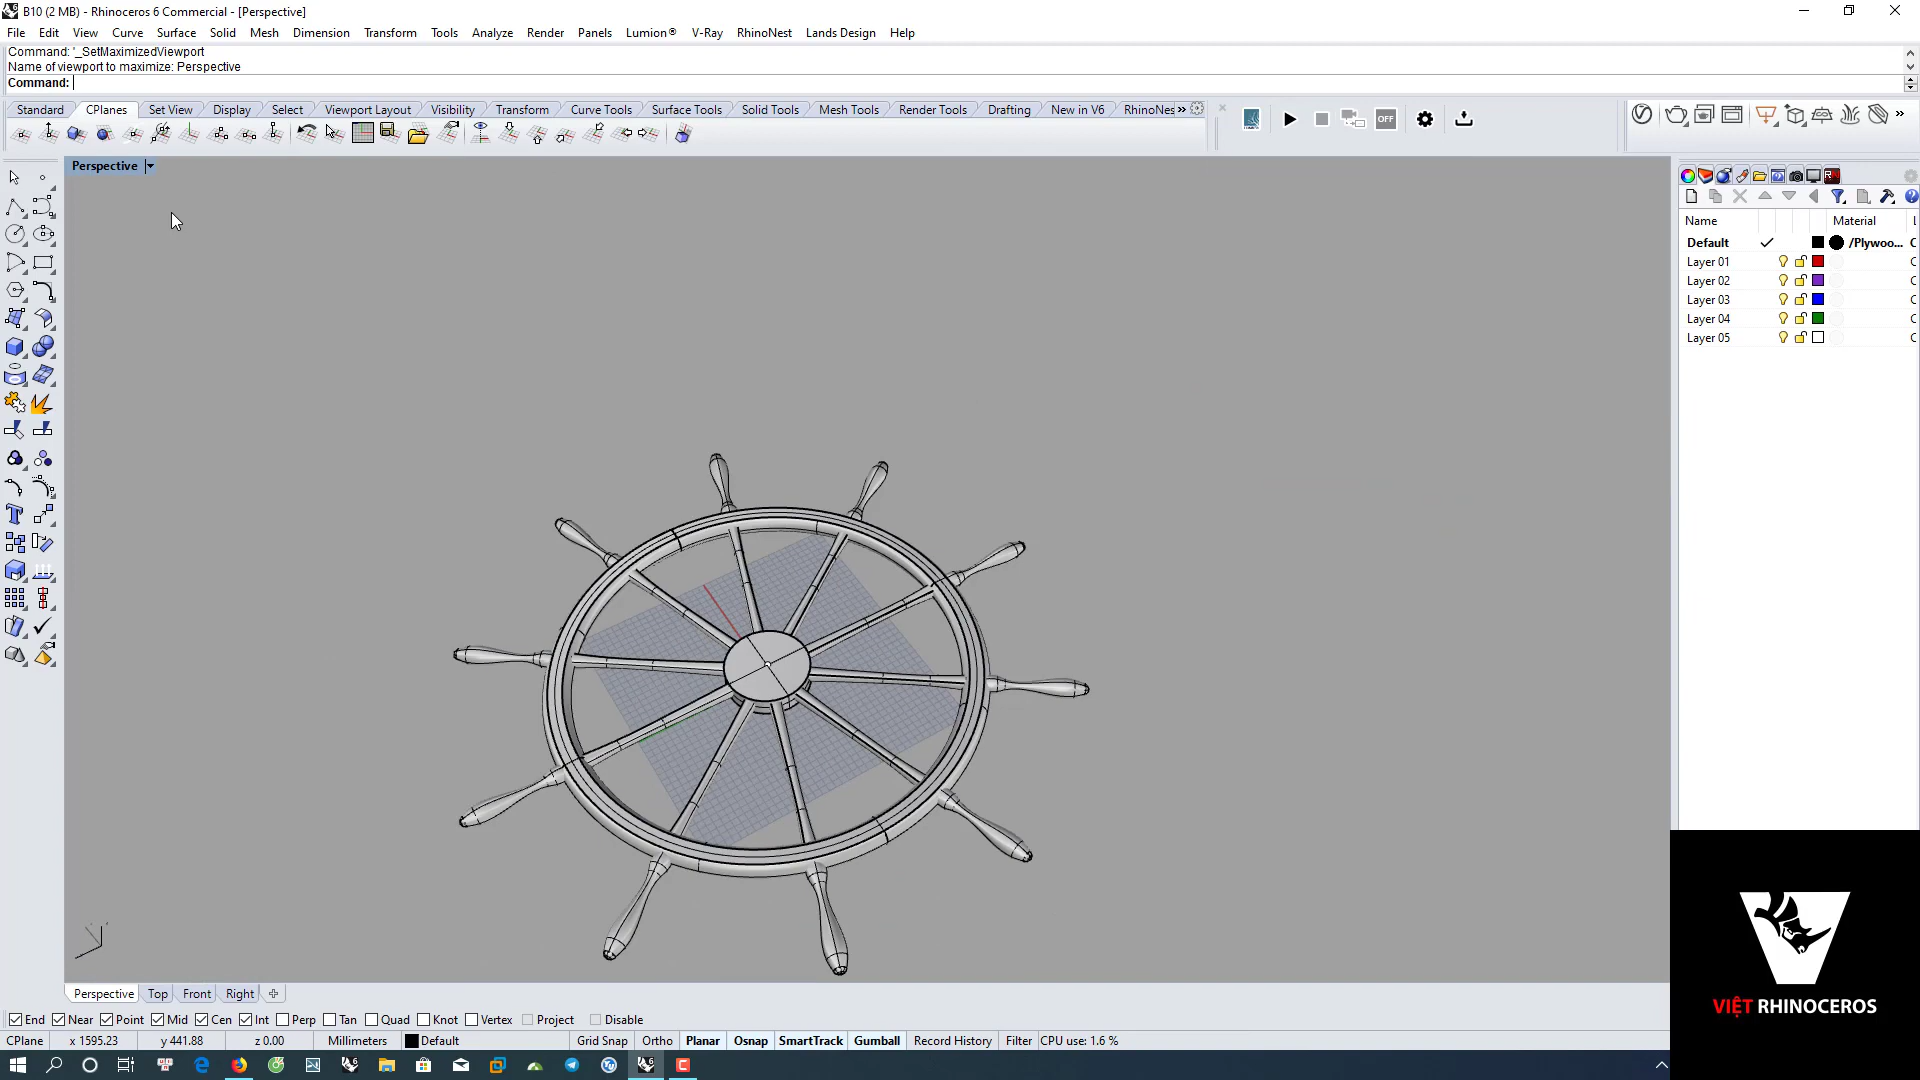 B10 (2 MB) - Rhinoceros 6 Commercial - [Perspective]
File Edit View Curve Surface Solid Mesh Dimension Transform Tools Analyze Render Panels Lumion® V-Ray RhinoNest Lands Design Help
Command: '_SetMaximizedViewport
Name of viewport to maximize: Perspective
Command:
Standard CPlanes Set View Display Select Viewport Layout Visibility Transform Curve Tools Surface Tools Solid Tools Mesh Tools Render Tools Drafting New in V6 RhinoNes »
OFF
Perspective
Name Material
Default /Plywoo...
Layer 01
Layer 02
Layer 03
Layer 04
Layer 05
VIỆT RHINOCEROS
Perspective Top Front Right
End Near Point Mid Cen Int Perp Tan Quad Knot Vertex Project Disable
CPlane x 1595.23 y 441.88 z 0.00 Millimeters Default Grid Snap Ortho Planar Osnap SmartTrack Gumball Record History Filter CPU use: 1.6 %